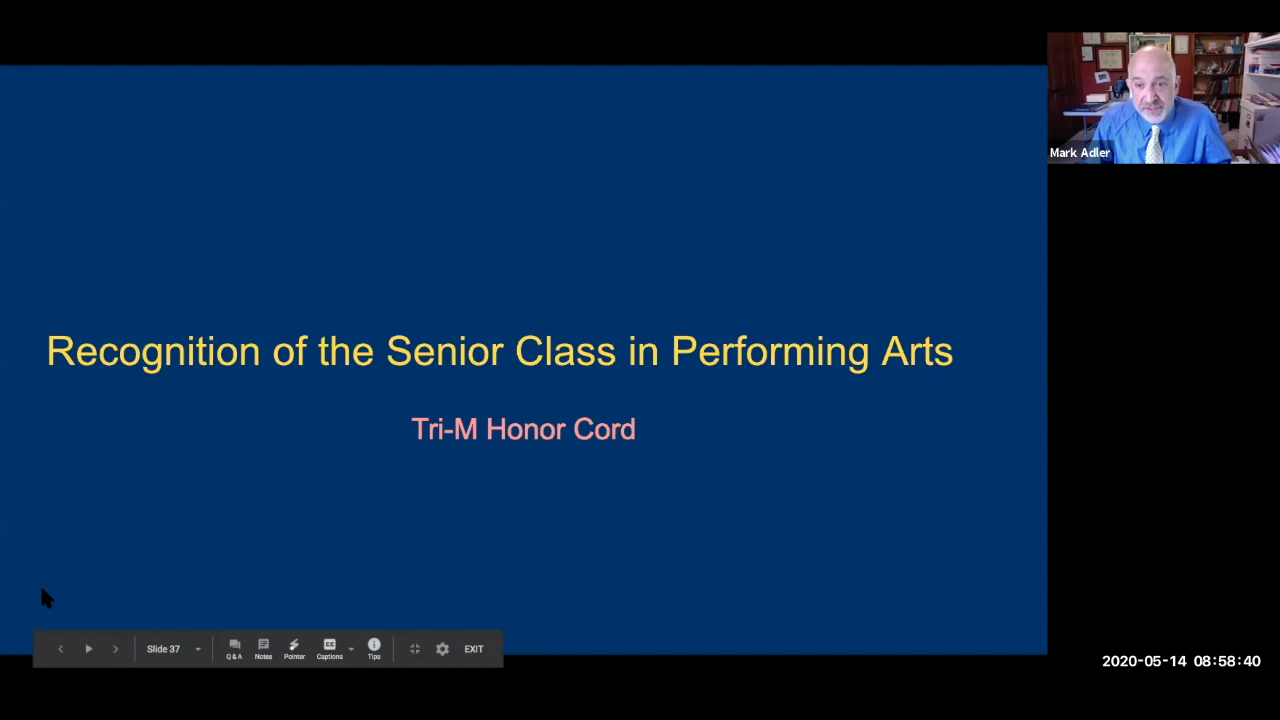 Mark Adler
Recognition of the Senior Class in Performing Arts
Tri-M Honor Cord
Slide 37
Q & A
Notes
Pointer
CC
Captions
Tips
EXIT
2020-05-14 08:58:40